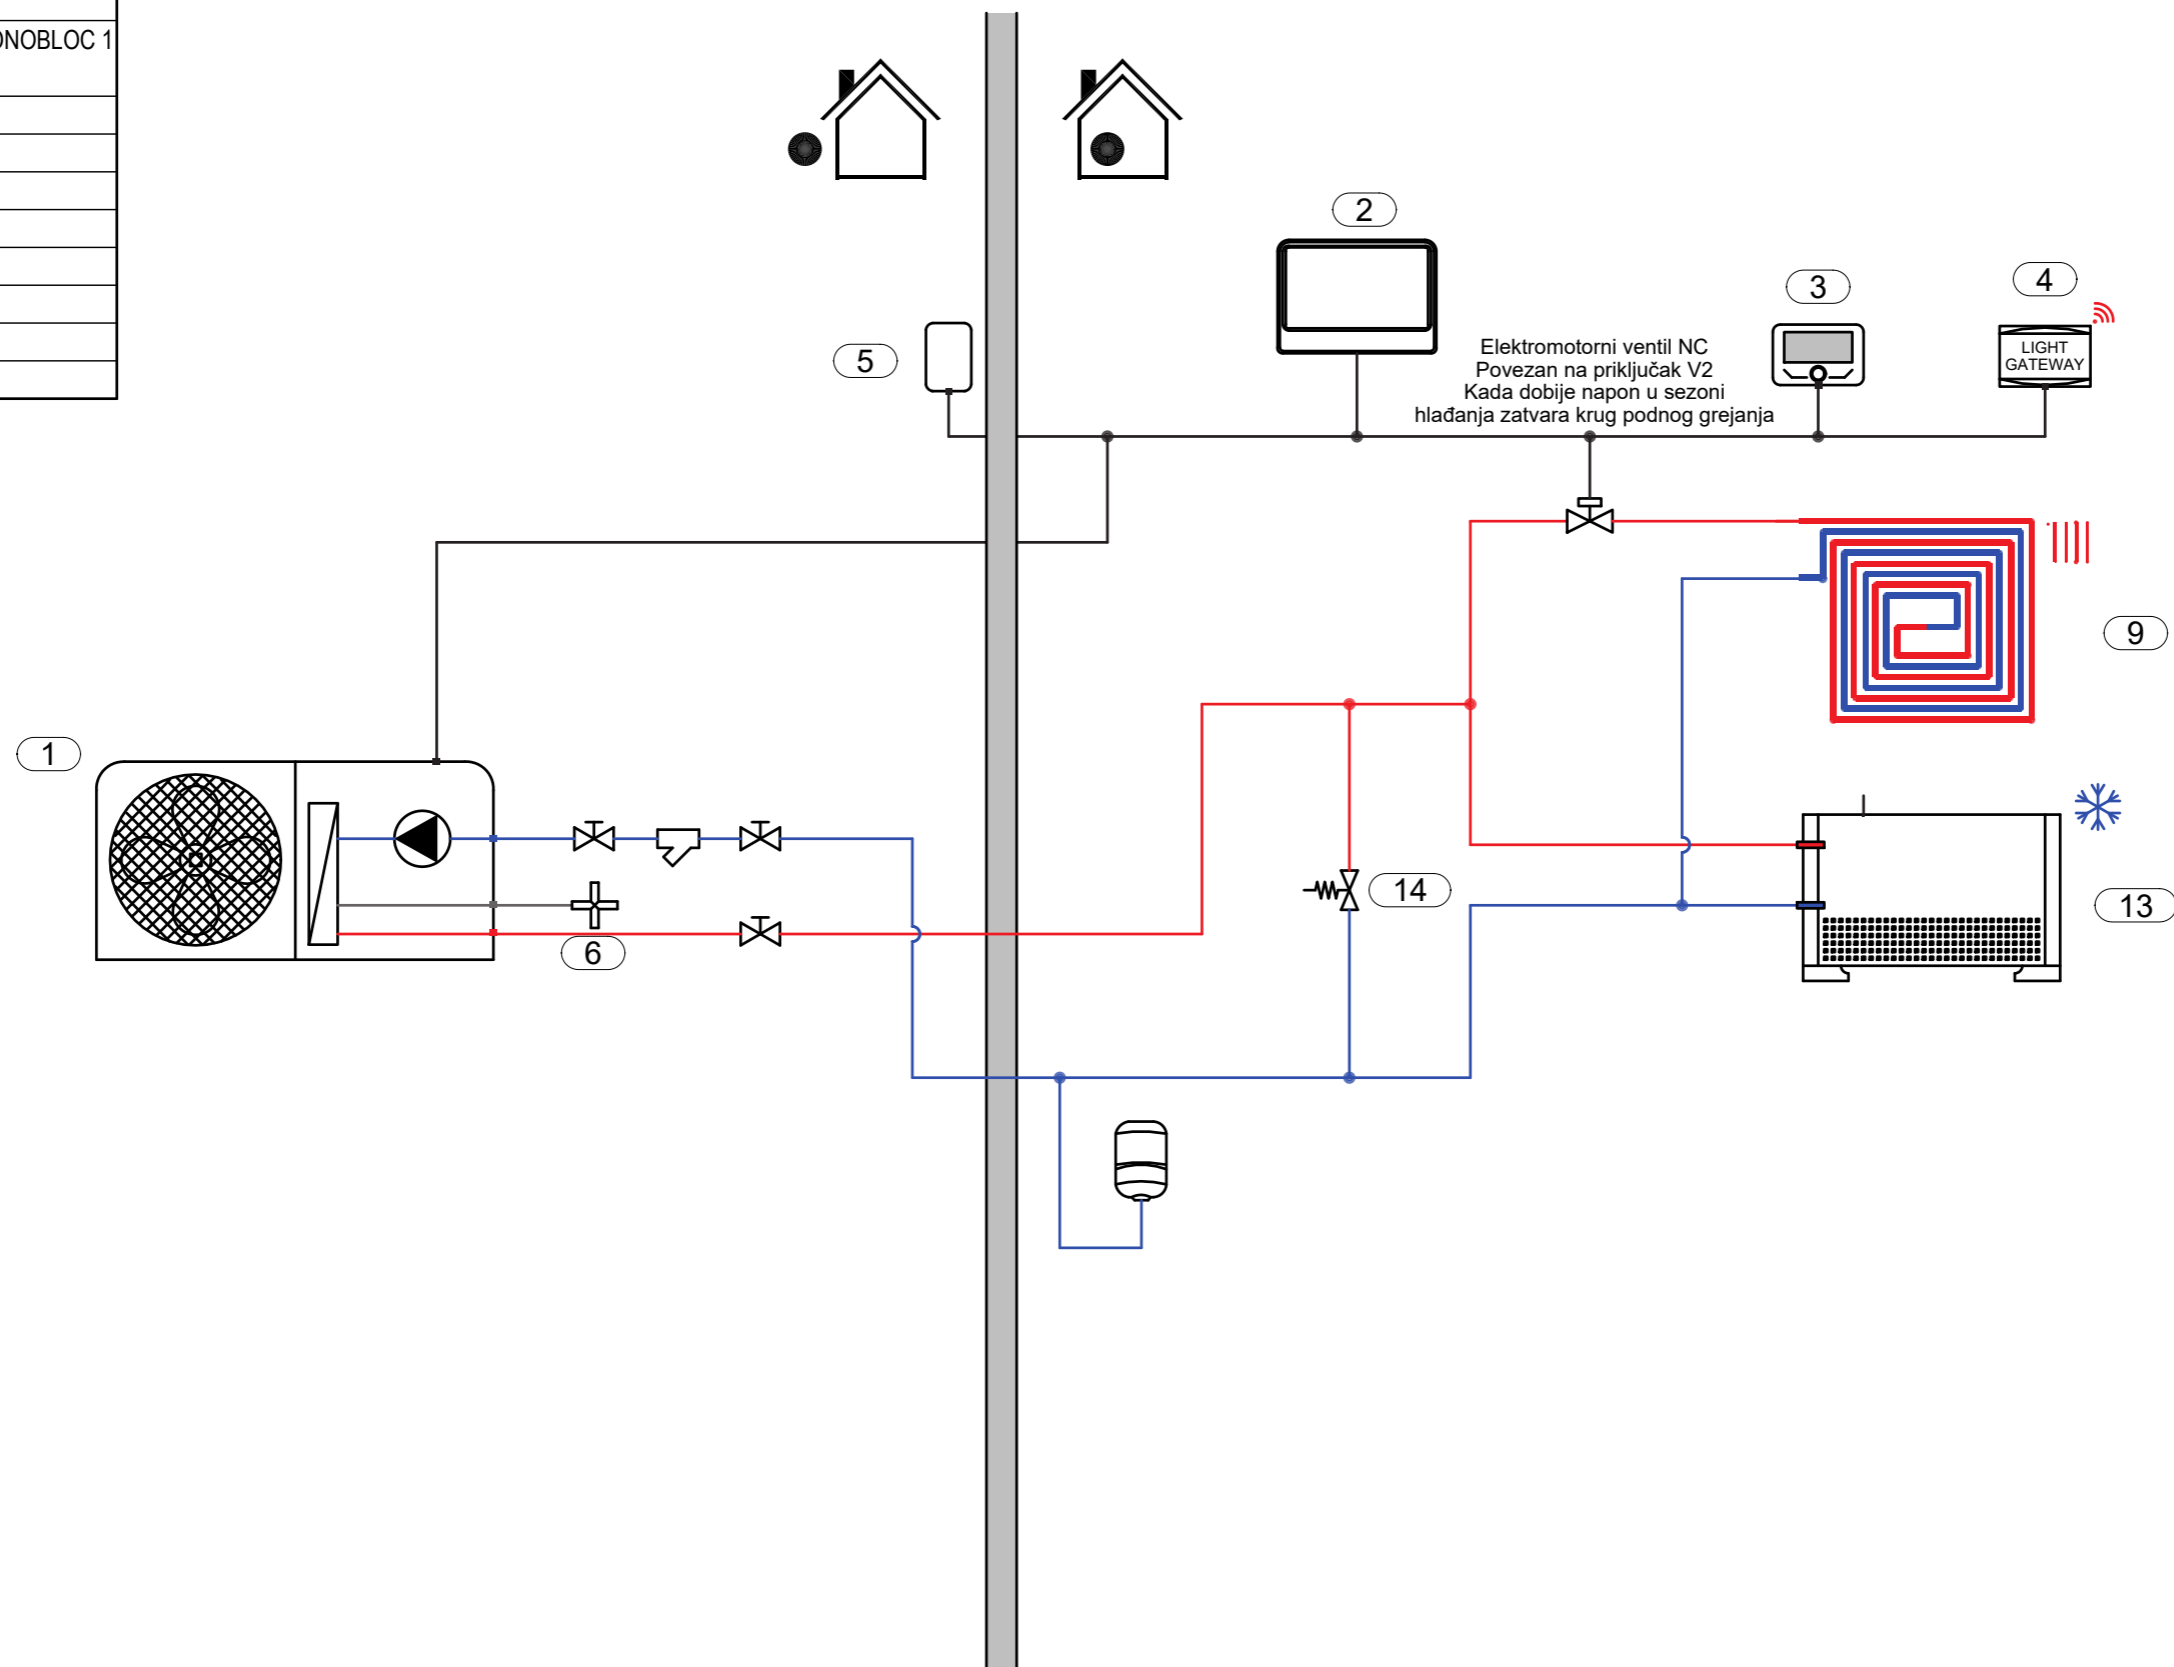 ONOBLOC 1
2
3
4
5
LIGHT
GATEWAY
Elektromotorni ventil NC
Povezan na priključak V2
Kada dobije napon u sezoni
hlađanja zatvara krug podnog grejanja
9
1
14
13
6